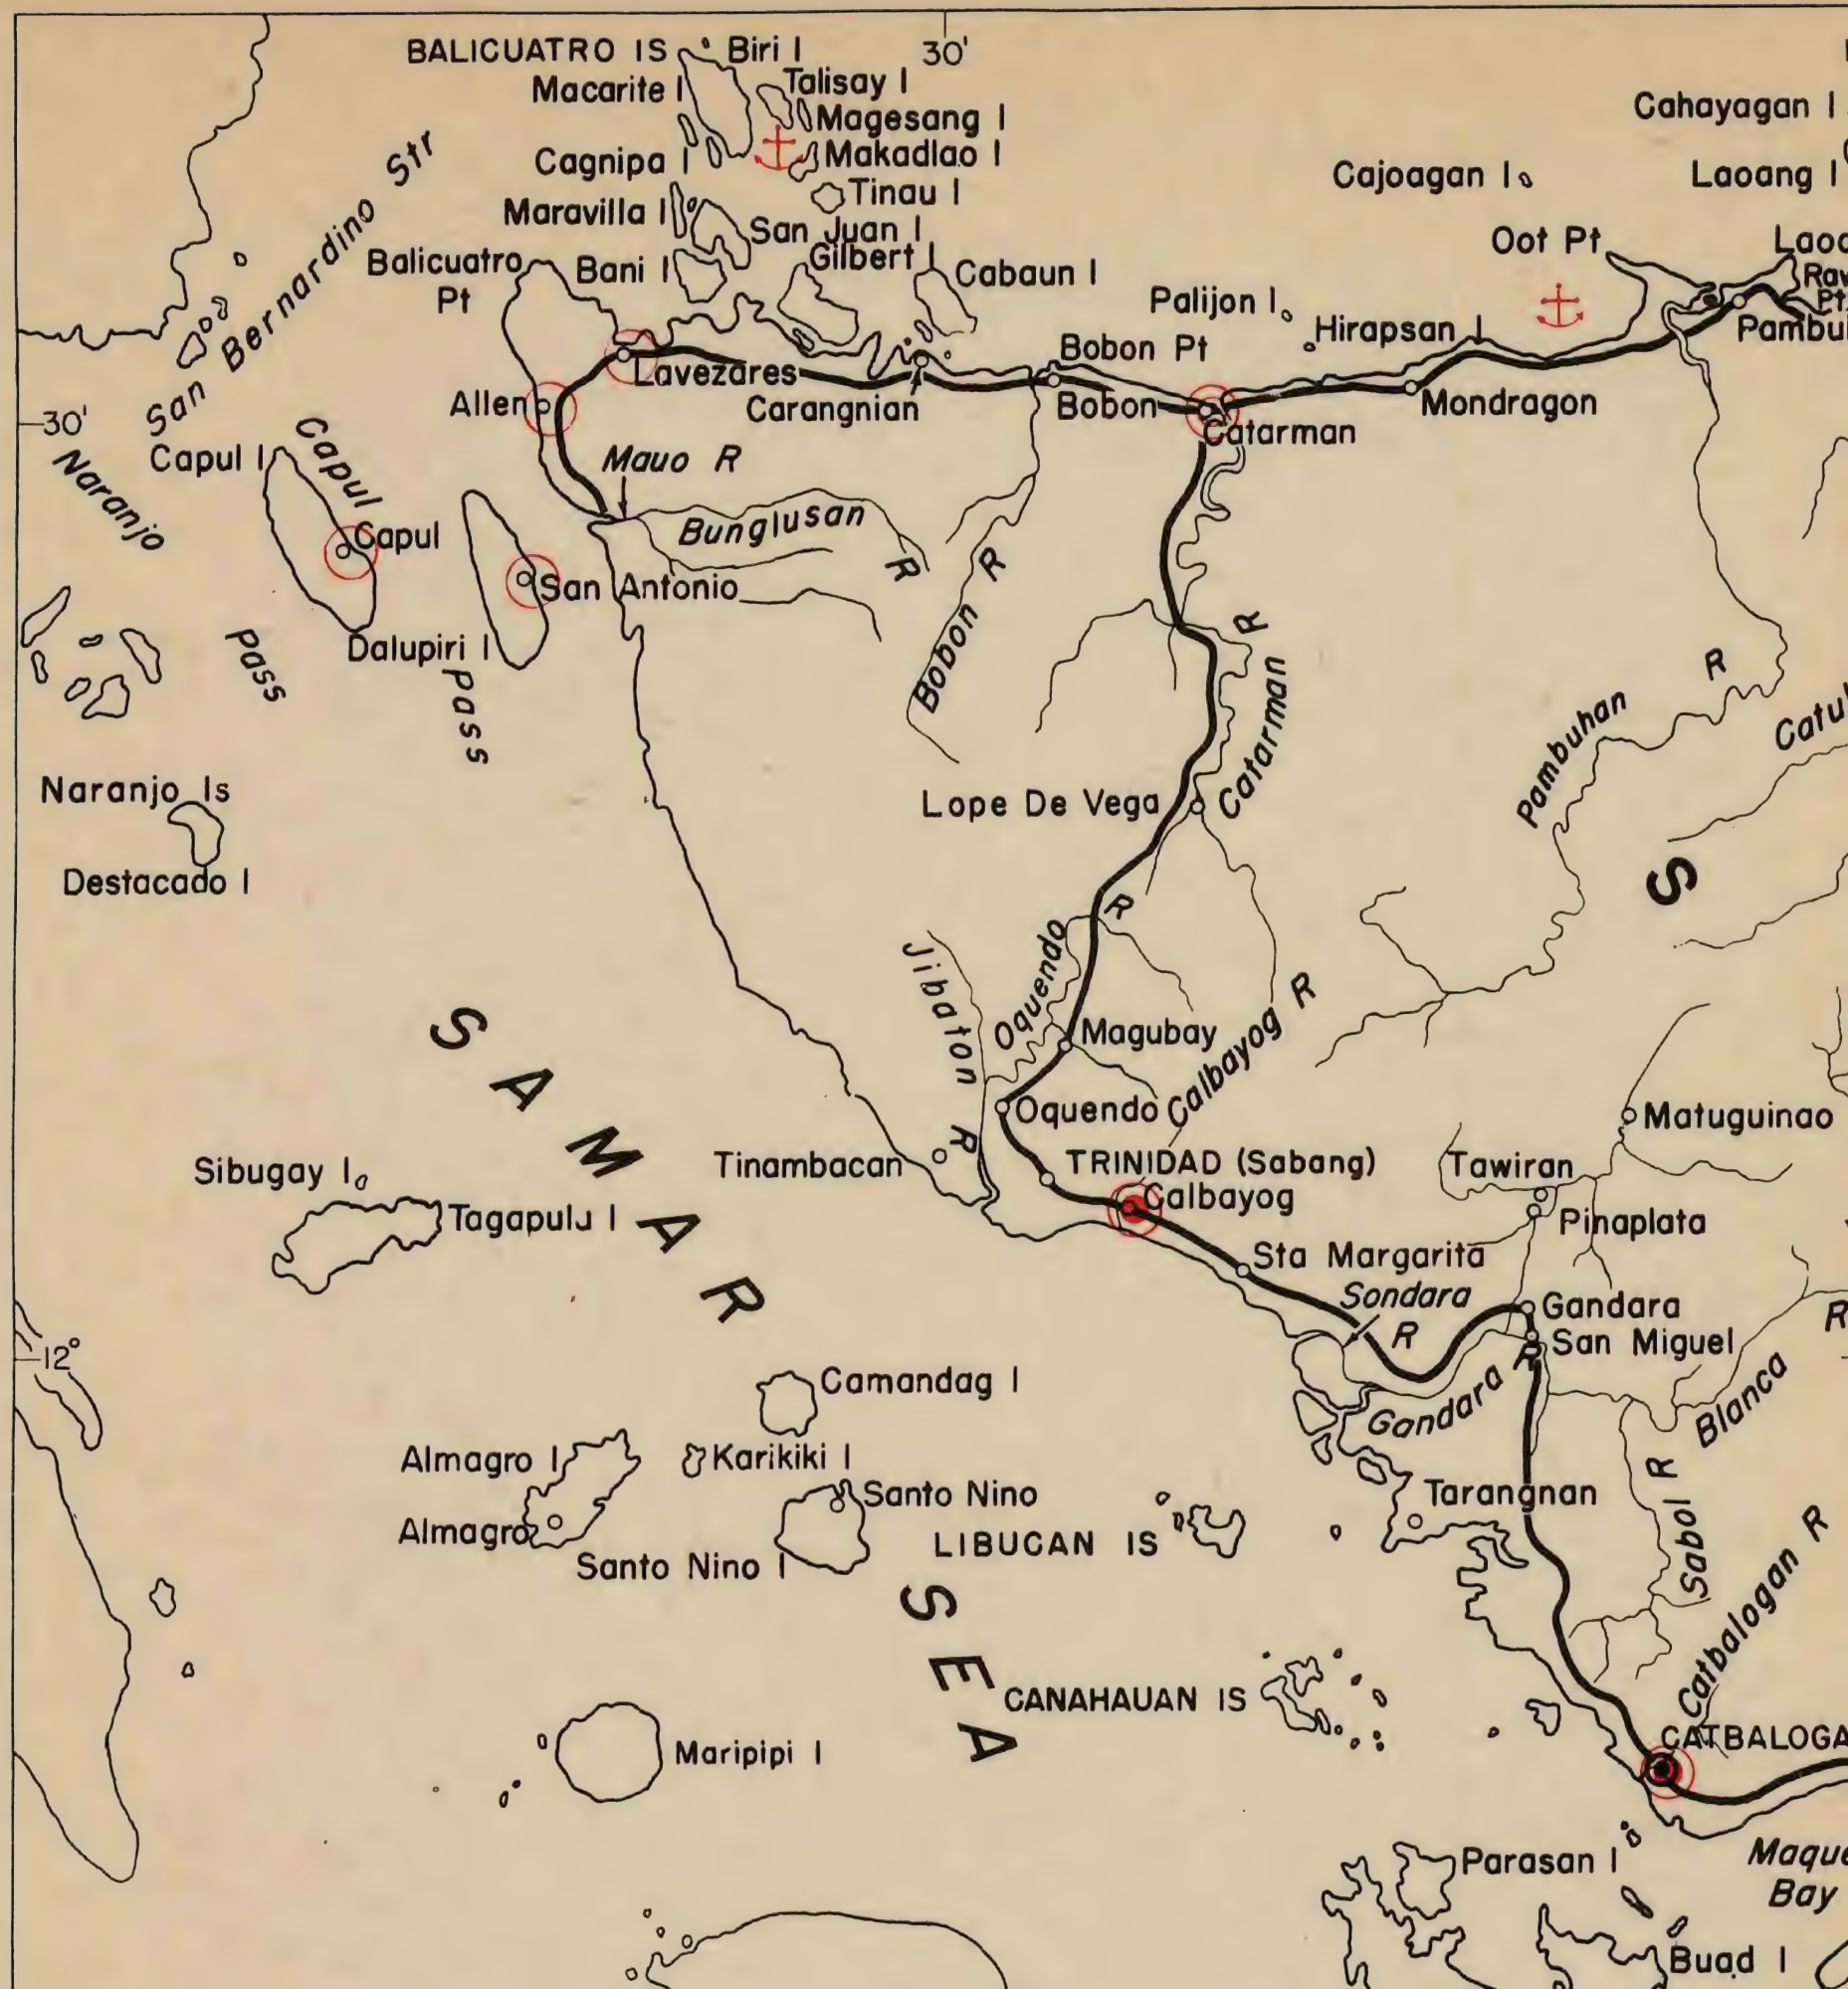 BALICUATRO IS
Biri I
30'
Macarite I
Talisay I
Magesang I
Cahayagan I
Cagnipa I
Makadlao I
Cajoagan I
Laoang I
Tinau I
Maravilla I
San Juan I
Oot Pt
San Bernardino Str
Balicuatro
Pt
Bani I
Gilbert I
Cabaun I
Palijon I
Hirapsan I
Pt
Bobon Pt
Lavezares
Allen
Carangnian
Bobon
Catarman
Mondragon
30'
Capul I
Capul
Pass
Naranjo
Pass
Mauo R
Bunglusan R
Capul
San Antonio
Dalupiri I
Bobon R
Catarman R
Pambuhan R
Naranjo Is
Destacado I
Lope De Vega
S
Jibaton R
Oquendo R
Magubay
Calbayog R
Oquendo
Matuguinao
Tinambacan
TRINIDAD (Sabang)
Tawiran
Calbayog
Sibugay I
Tagapula I
Pinaplata
Sta Margarita
Sondara
R
Gandara
San Miguel
R
12°
SAMAR
SEA
Camandag I
Gandara R
Blanca
Almagro I
Karikiki I
Almagro
Santo Nino
Santo Nino I
LIBUCAN IS
Tarangnan
Sabol R
Catbalogan R
CANAHAUAN IS
Maripipi I
Parasan I
Bay
Buad I